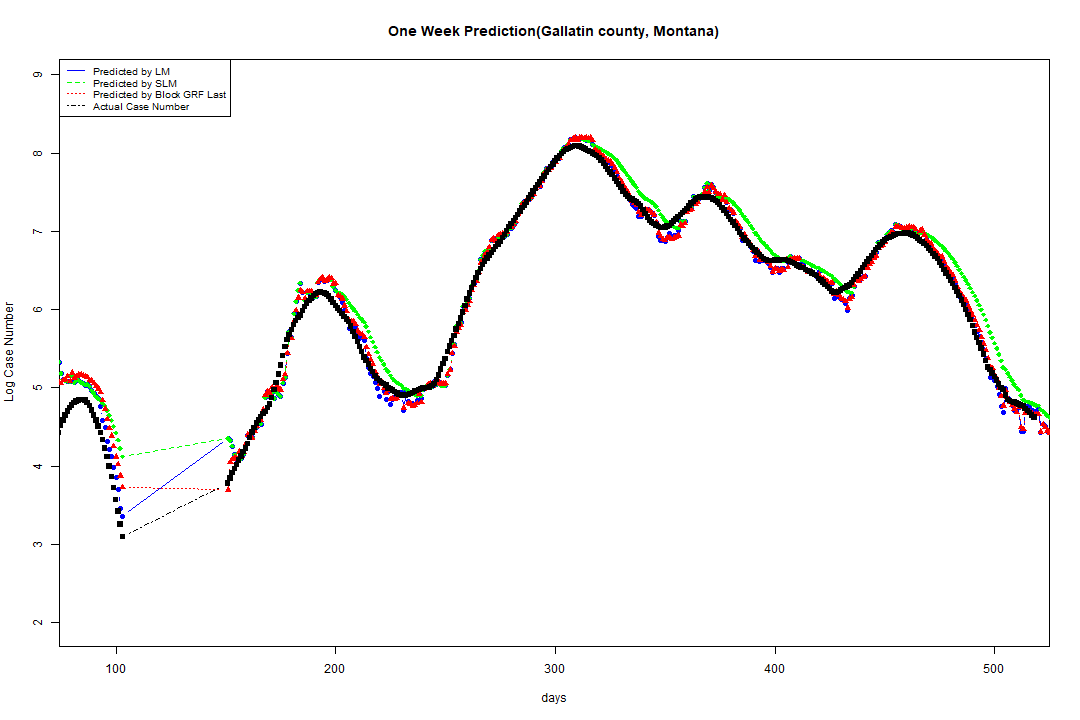 One Week Prediction(Gallatin county, Montana)
Predicted by LM
Predicted by SLM
Predicted by Block GRF Last
Actual Case Number
9
8
7
6
5
4
3
2
Log Case Number
100 200 300 400 500
days